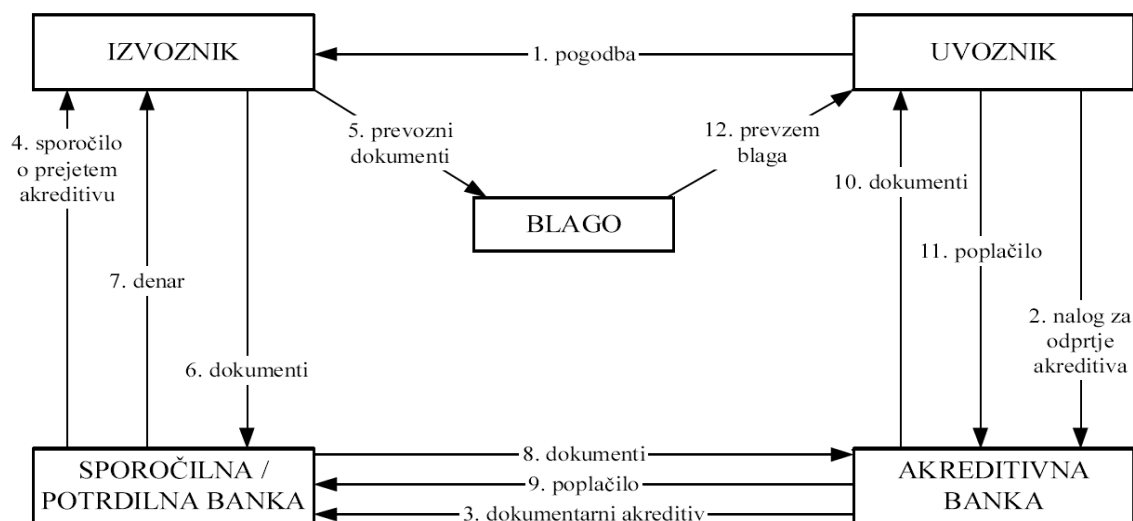 IZVOZNIK
1. pogodba
UVOZNIK
4. sporočilo
o prejetem
akreditivu
5. prevozni
dokumenti
12. prevzem
blaga
10. dokumenti
BLAGO
7. denar
11. poplačilo
2. nalog za
odprtje
akreditiva
6. dokumenti
SPOROČILNA /
POTRDILNA BANKA
8. dokumenti
9. poplačilo
3. dokumentarni akreditiv
AKREDITIVNA
BANKA